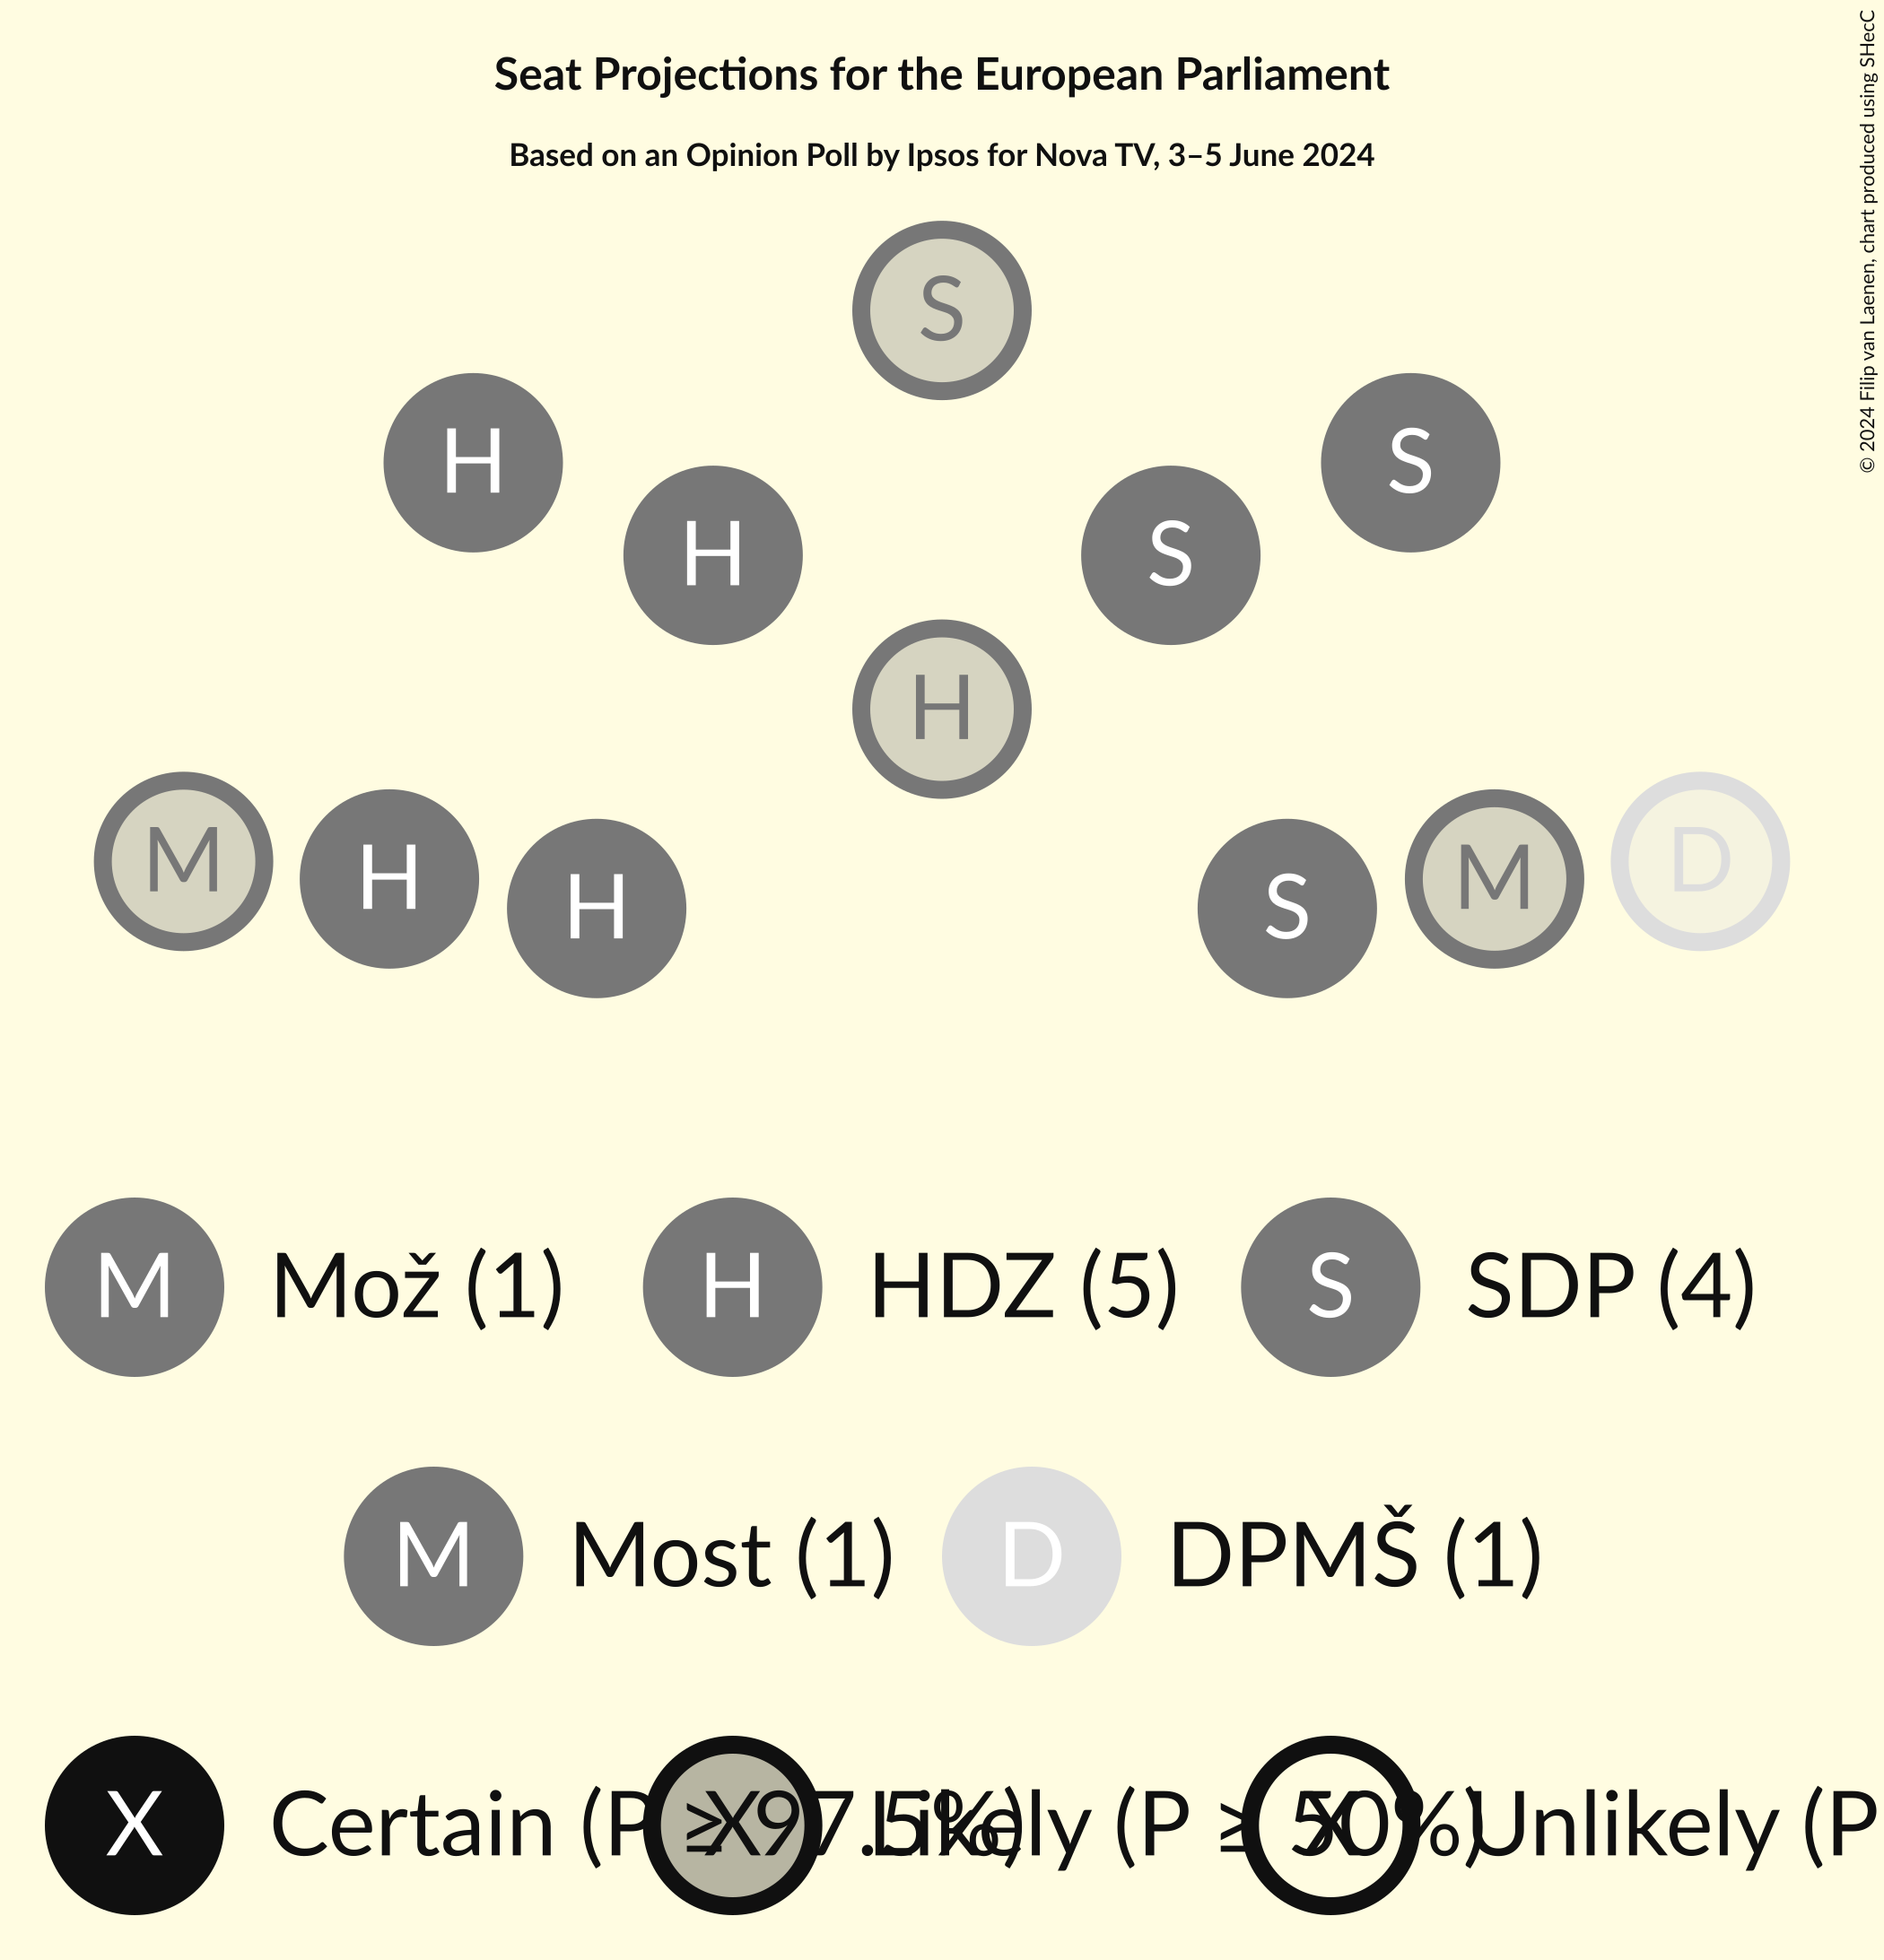 Seat Projections for the European Parliament
Based on an Opinion Poll by Ipsos for Nova TV, 3–5 June 2024
© 2024 Filip van Laenen, chart produced using SHecC
S
H
S
H
S
H
M
H
H
S
M
D
M Mož (1) H HDZ (5) S SDP (4)
M Most (1) D DPMŠ (1)
X Certain (P ≥ 97.5%) X Likely (P ≥ 50%) X Unlikely (P